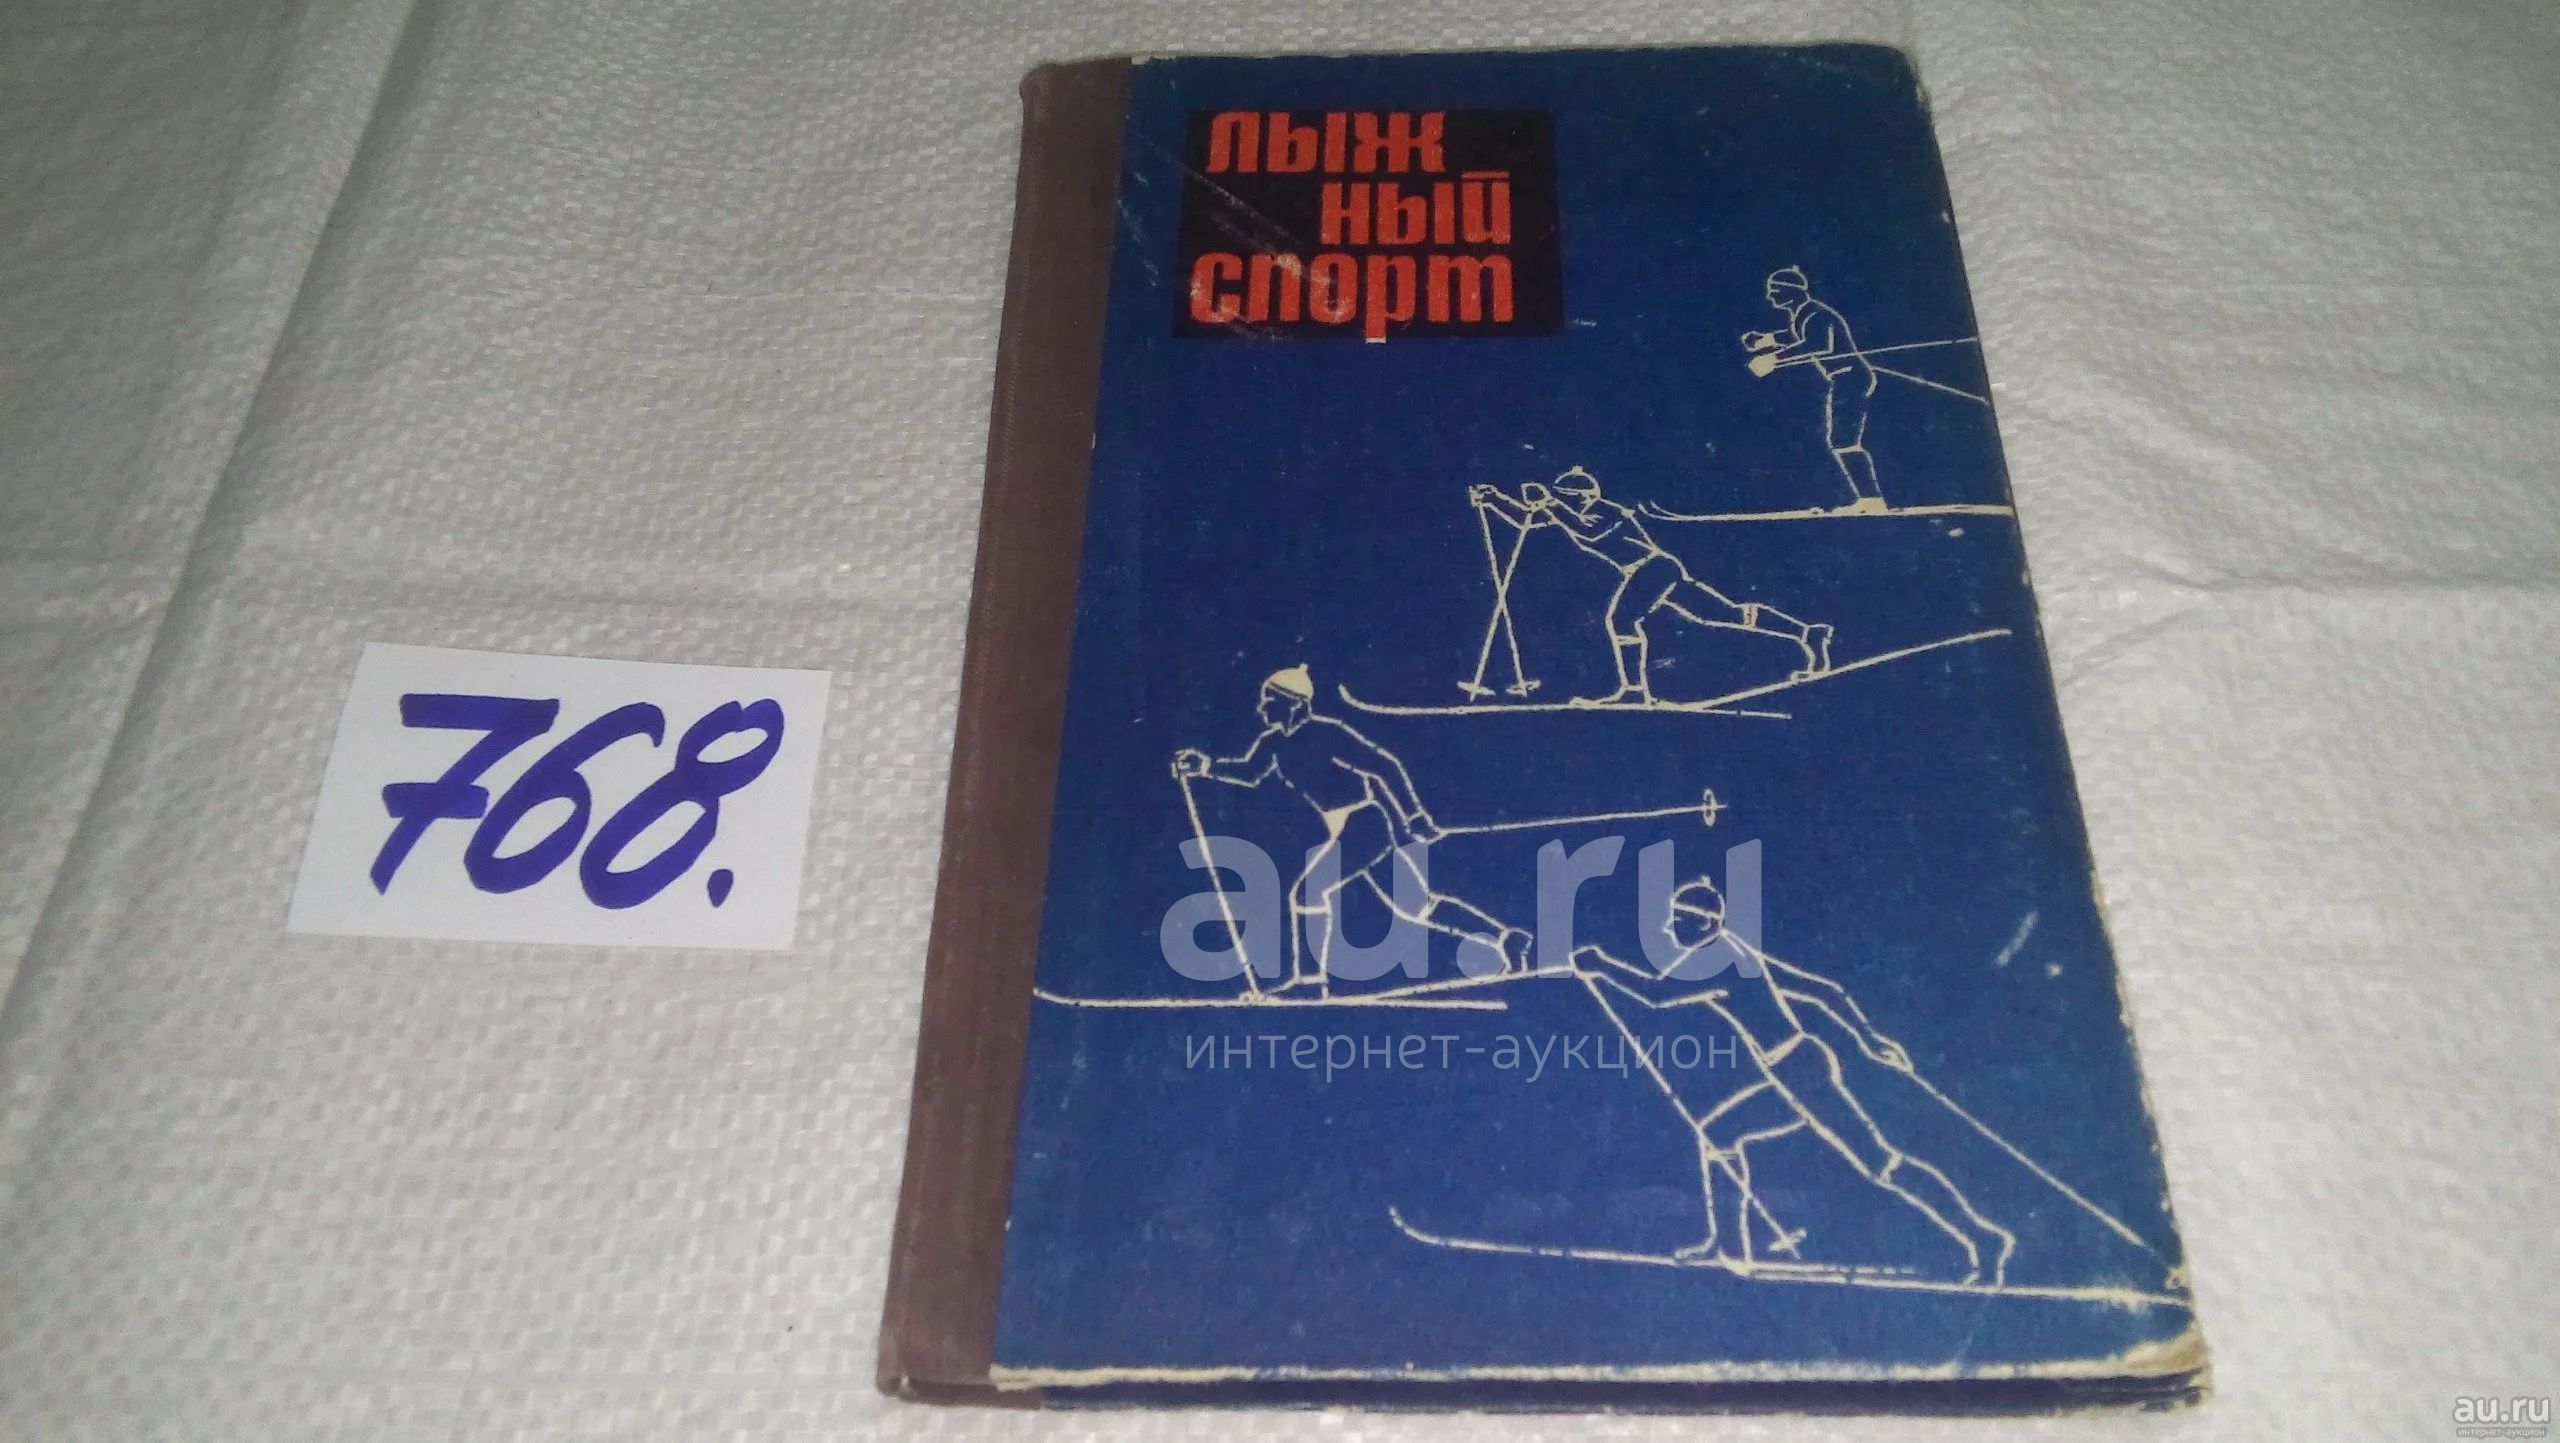 лыж
ный
спорт
768.
au.ru
интернет-аукцион
au.ru
интернет-аукцион